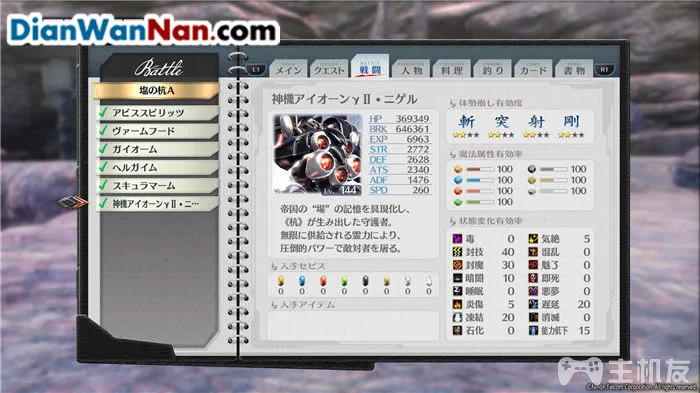 DianWanNan.com
Battle
塩の杭A
アビススピリッツ
ヴァームフード
ガイオーム
ヘルガイム
スキュラマーム
神機アイオーンγⅡ・ニ…
L1
メイン
クエスト
BATTLE
戦闘
人物
料理
釣り
カード
書物
R1
神機アイオーンγⅡ・ニゲル
HP 369349
BRK 646361
EXP 6963
STR 2772
DEF 2628
ATS 2340
ADF 1476
SPD 260
Lv. 144
帝国の“場”の記憶を具現化し、
《杭》が生み出した守護者。
無限に供給される霊力により、
圧倒的パワーで敵対者を屠る。
入手セピス
0 0 0 0 0 0 0 0
入手アイテム
体勢崩し有効度
斬 突 射 剛
魔法属性有効率
100 100
100 100
100 100
100
状態変化有効率
毒 0 気絶 5
封技 40 混乱 0
封魔 30 魅了 0
暗闇 10 即死 0
睡眠 0 悪夢 0
炎傷 5 遅延 20
凍結 20 消滅 0
石化 0 能力低下 15
主机友
©Nihon Falcom Corporation. All rights reserved.